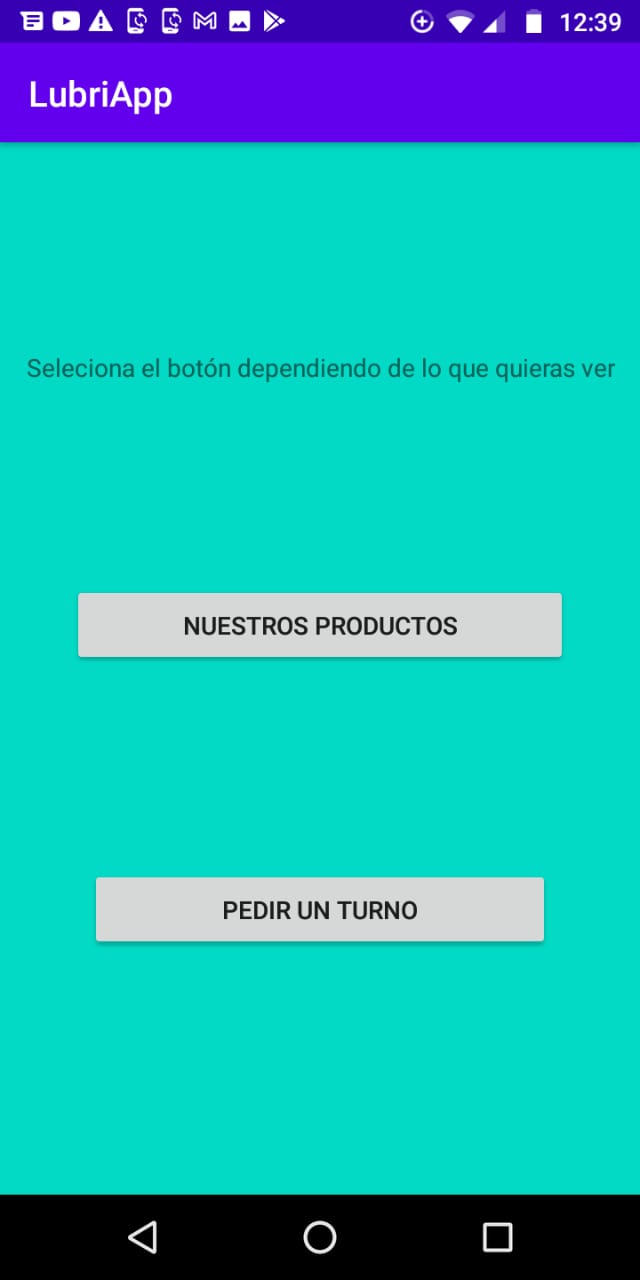 12:39
LubriApp
Seleciona el botón dependiendo de lo que quieras ver
NUESTROS PRODUCTOS
PEDIR UN TURNO